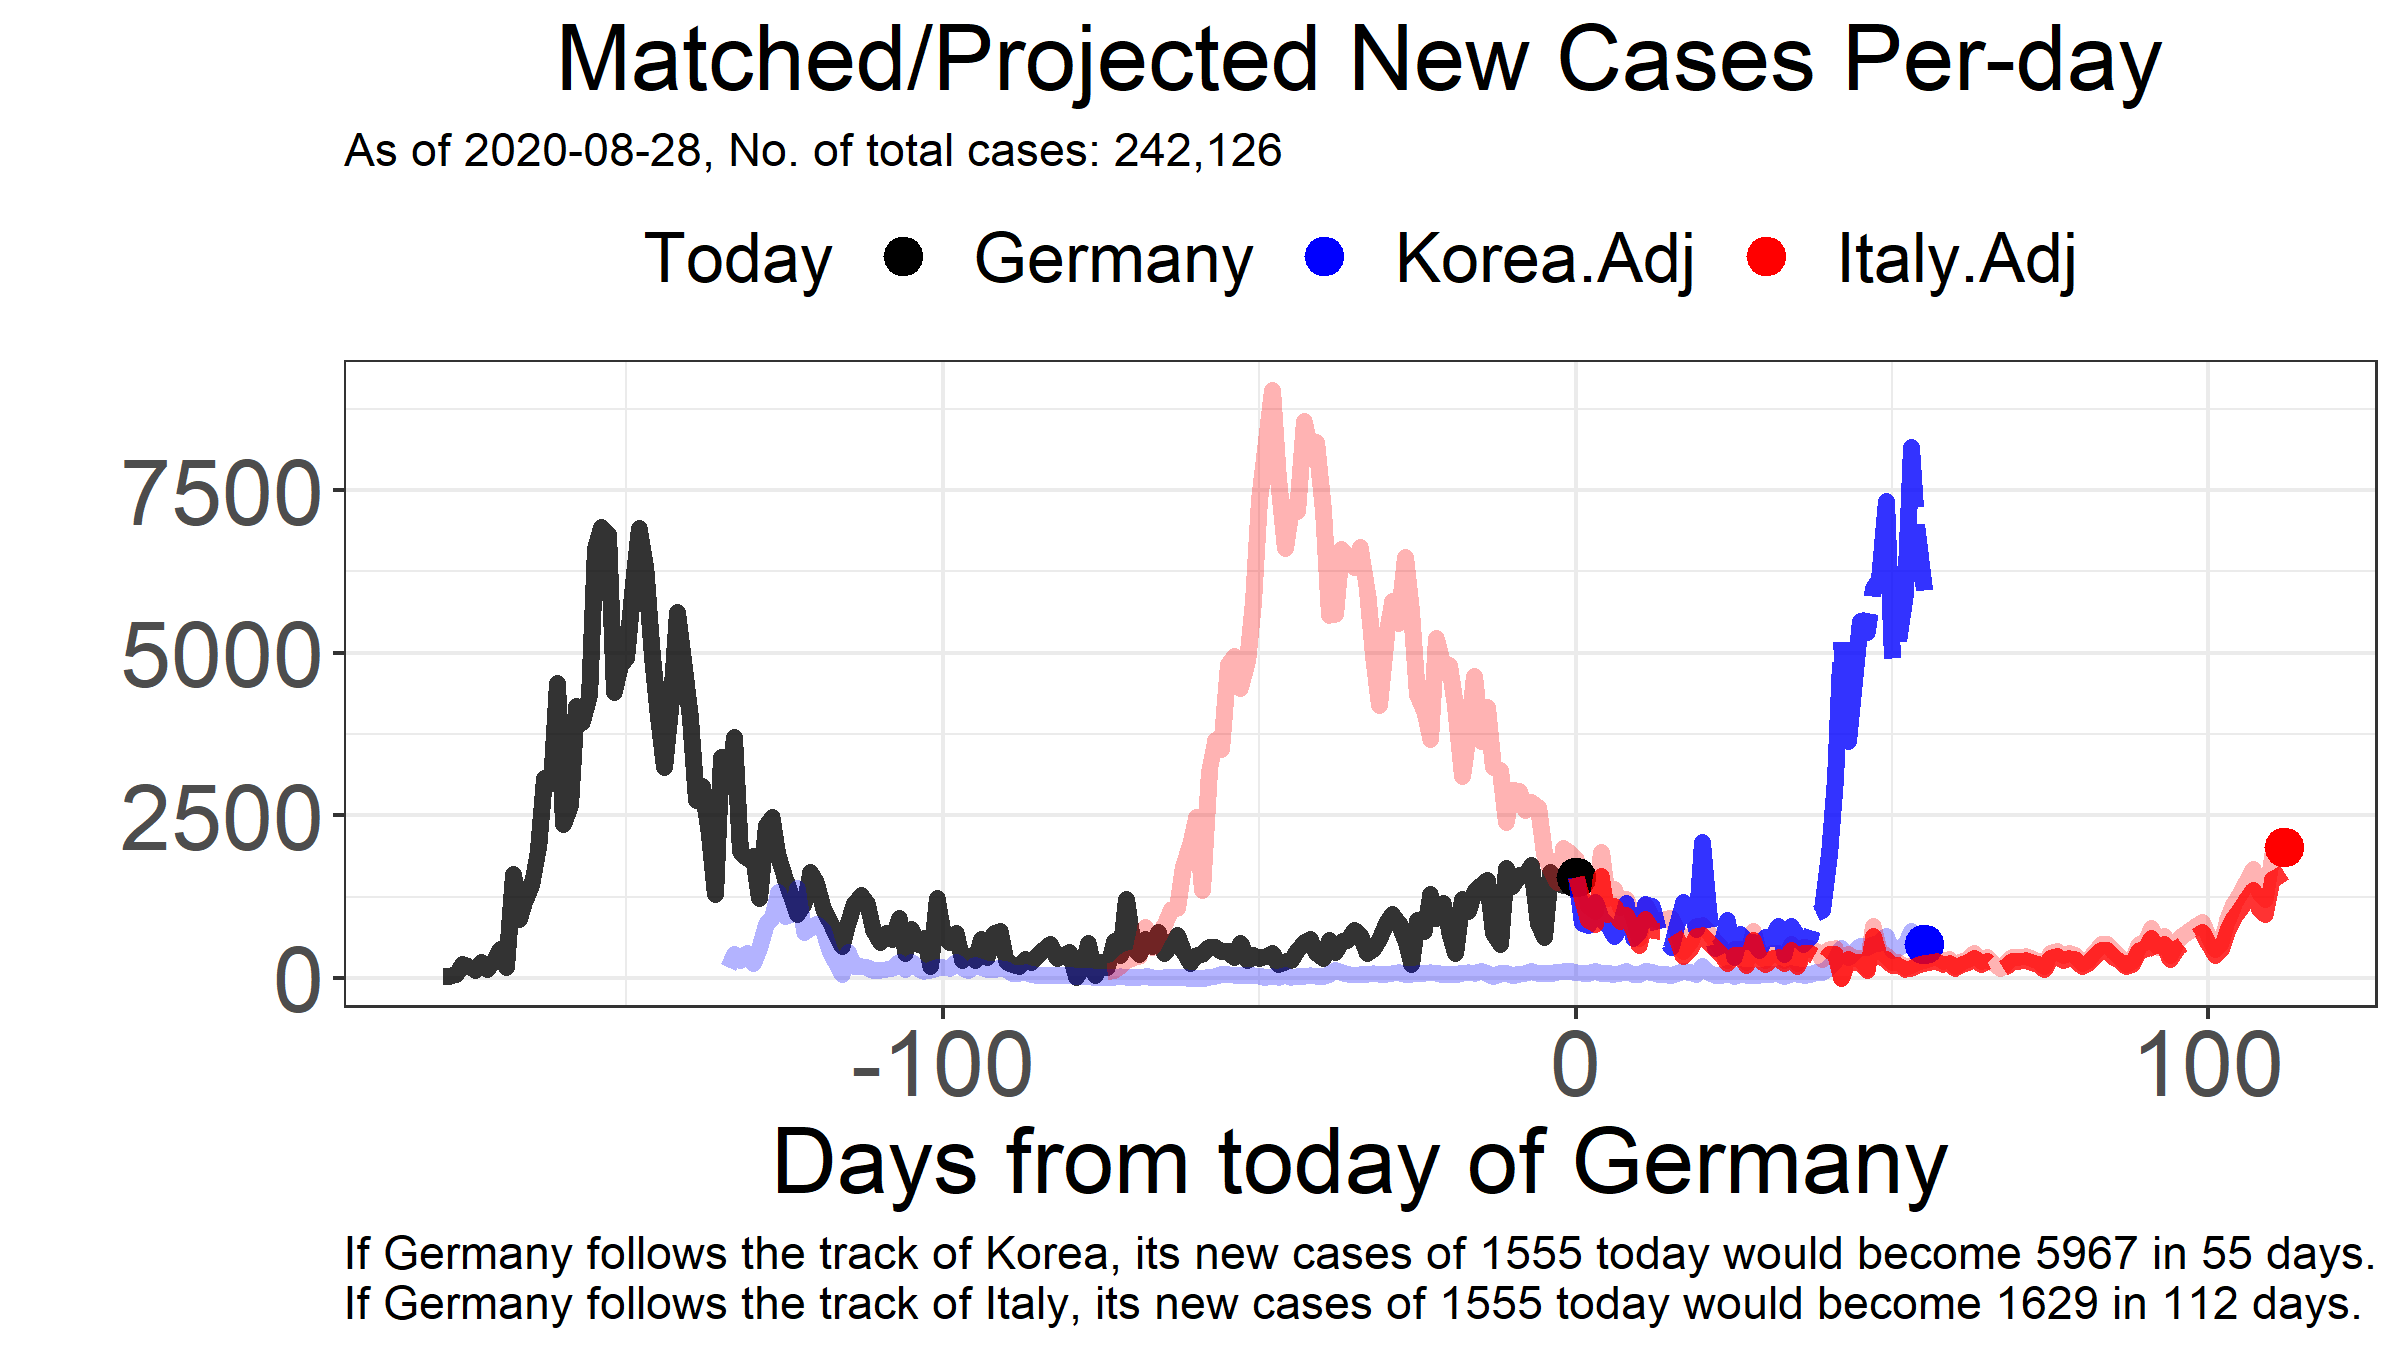 Matched/Projected New Cases Per-day
As of 2020-08-28, No. of total cases: 242,126
Today Germany Korea.Adj Italy.Adj
7500
5000
2500
0
-100 0 100
Days from today of Germany
If Germany follows the track of Korea, its new cases of 1555 today would become 5967 in 55 days.
If Germany follows the track of Italy, its new cases of 1555 today would become 1629 in 112 days.